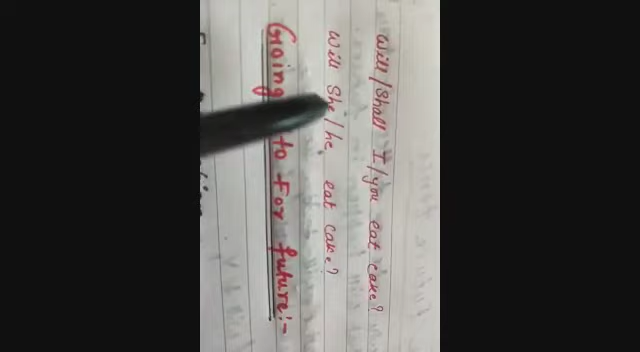 Will/Shall I/you eat cake?
Will She/he eat cake?
Going to For future:-